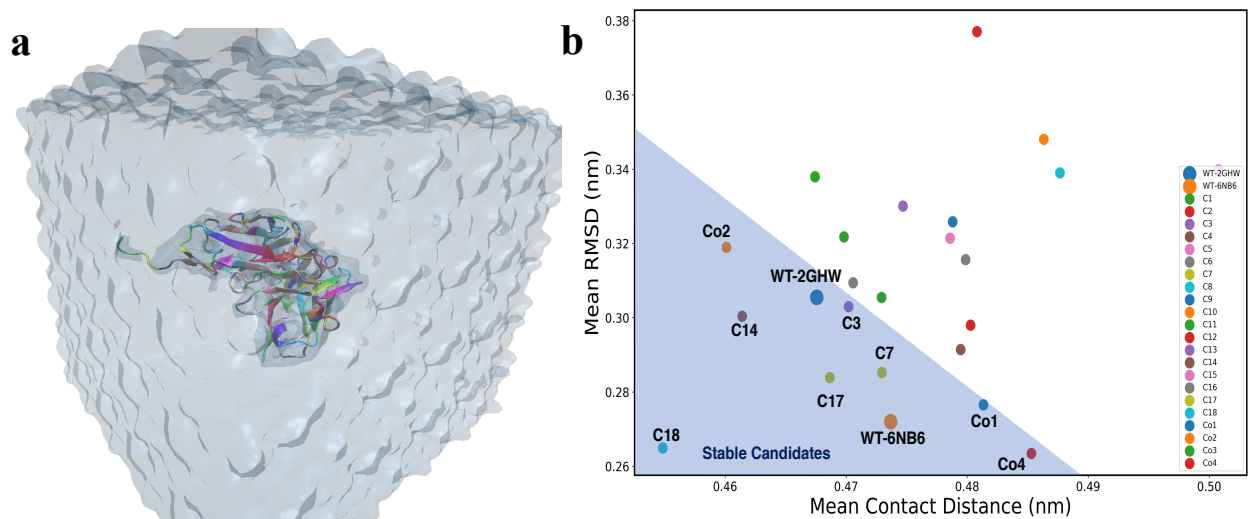 a
b
0.38
0.36
0.34
0.32
0.30
0.28
0.26
Mean RMSD (nm)
0.46
0.47
0.48
0.49
0.50
Mean Contact Distance (nm)
Co2
WT-2GHW
C14
C3
C7
C17
WT-6NB6
Co1
C18
Stable Candidates
Co4
WT-2GHW
WT-6NB6
C1
C2
C3
C4
C5
C6
C7
C8
C9
C10
C11
C12
C13
C14
C15
C16
C17
C18
Co1
Co2
Co3
Co4